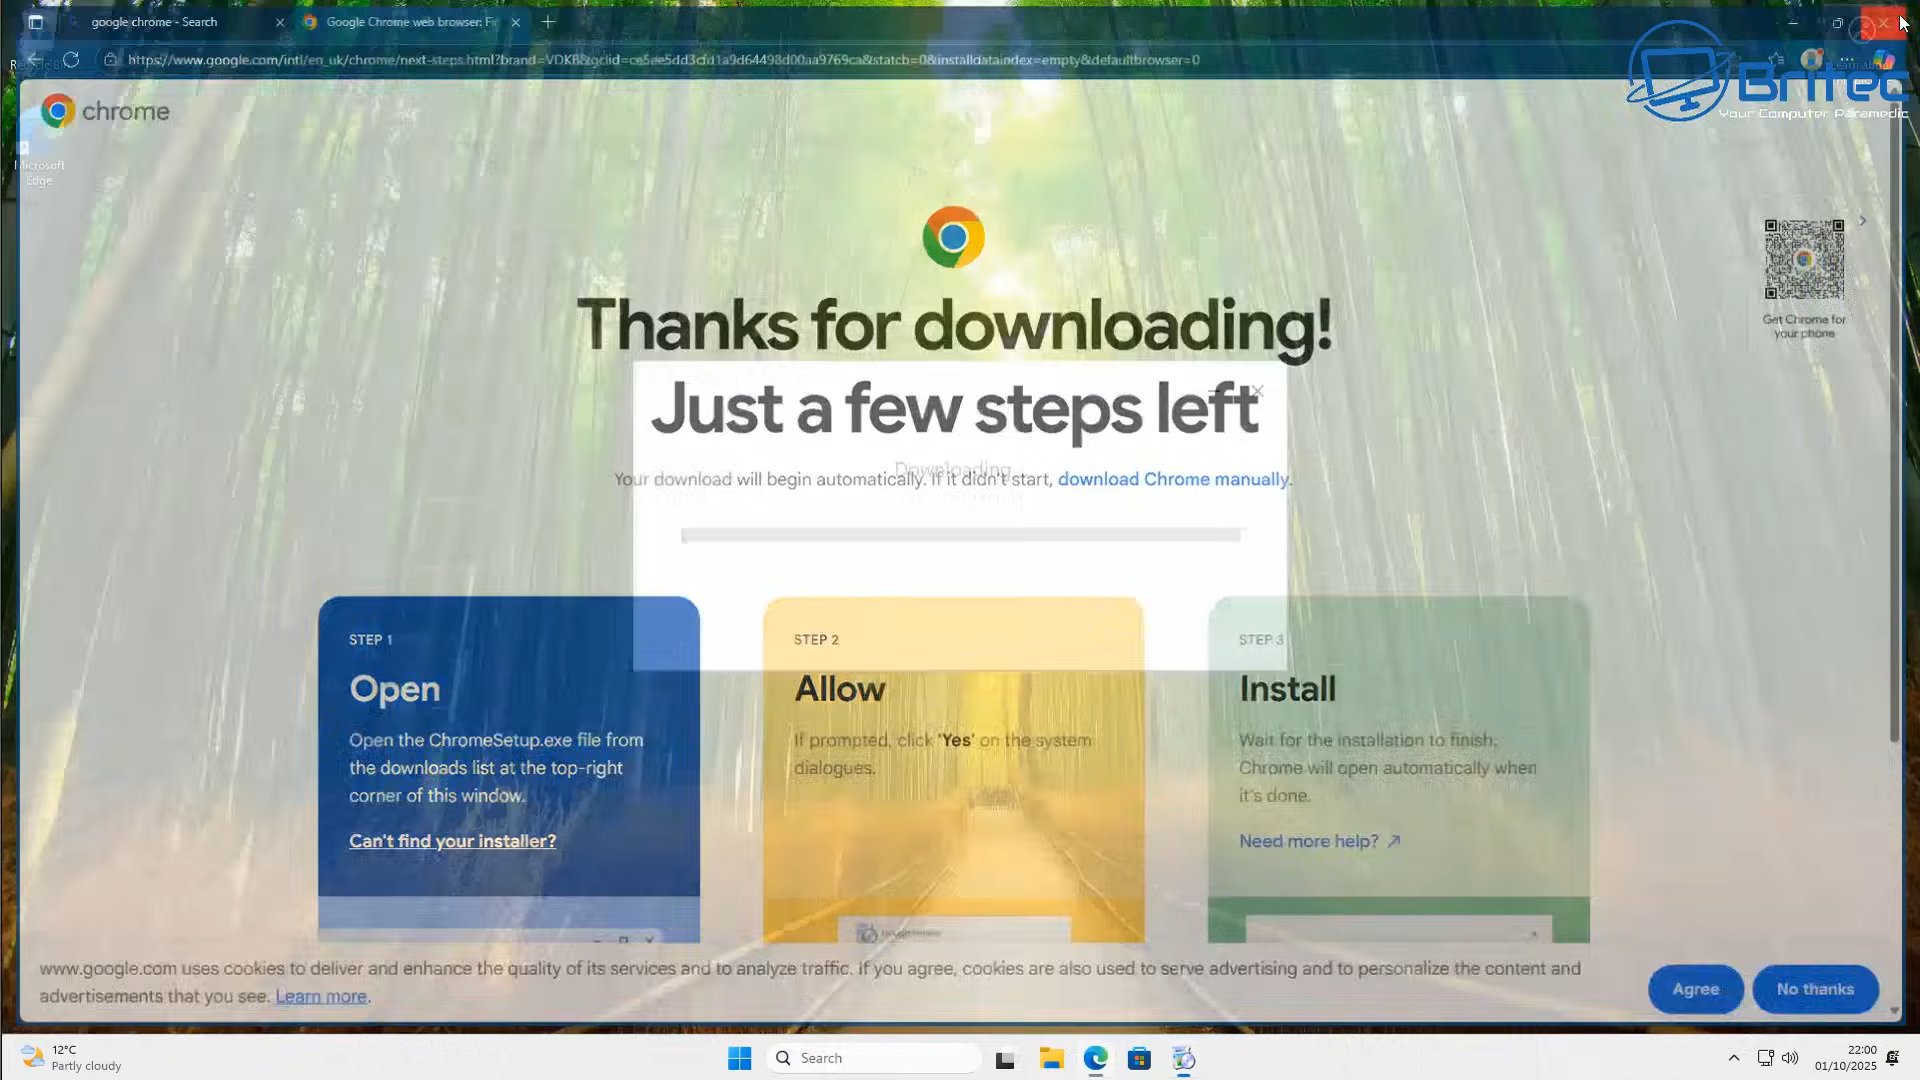 google chrome - Search
Google Chrome web browser: Fi
https://www.google.com/intl/en_uk/chrome/next-steps.html?brand=VDKB&gclid=ce5ee5dd3cfd1a9d64498d00aa9769ca&statcb=0&installdataindex=empty&defaultbrowser=0
Britec
Your Computer Paramedic
chrome
Microsoft
Edge
Get Chrome for
your phone
Thanks for downloading!
Just a few steps left
Downloading
Your download will begin automatically. If it didn't start, download Chrome manually.
STEP 1
Open
Open the ChromeSetup.exe file from
the downloads list at the top-right
corner of this window.
Can't find your installer?
STEP 2
Allow
If prompted, click 'Yes' on the system
dialogues.
STEP 3
Install
Wait for the installation to finish.
Chrome will open automatically when
it's done.
Need more help?
www.google.com uses cookies to deliver and enhance the quality of its services and to analyze traffic. If you agree, cookies are also used to serve advertising and to personalize the content and
advertisements that you see. Learn more.
Agree
No thanks
12°C
Partly cloudy
Search
22:00
01/10/2025